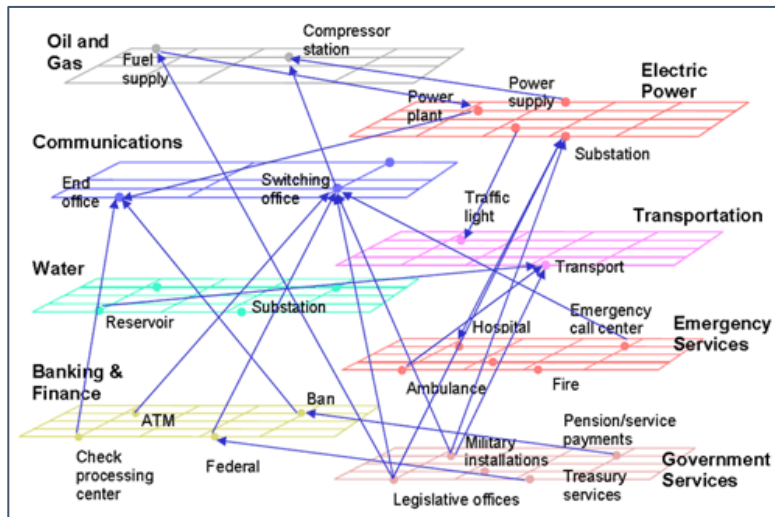 Oil and
Gas
Fuel
supply
Compressor
station
Electric
Power
Power
plant
Power
supply
Substation
Communications
End
office
Switching
office
Traffic
light
Transportation
Transport
Water
Reservoir
Substation
Hospital
Emergency
call center
Emergency
Services
Ambulance
Fire
Banking &
Finance
ATM
Ban
Check
processing
center
Federal
Military
installations
Pension/service
payments
Government
Services
Legislative offices
Treasury
services